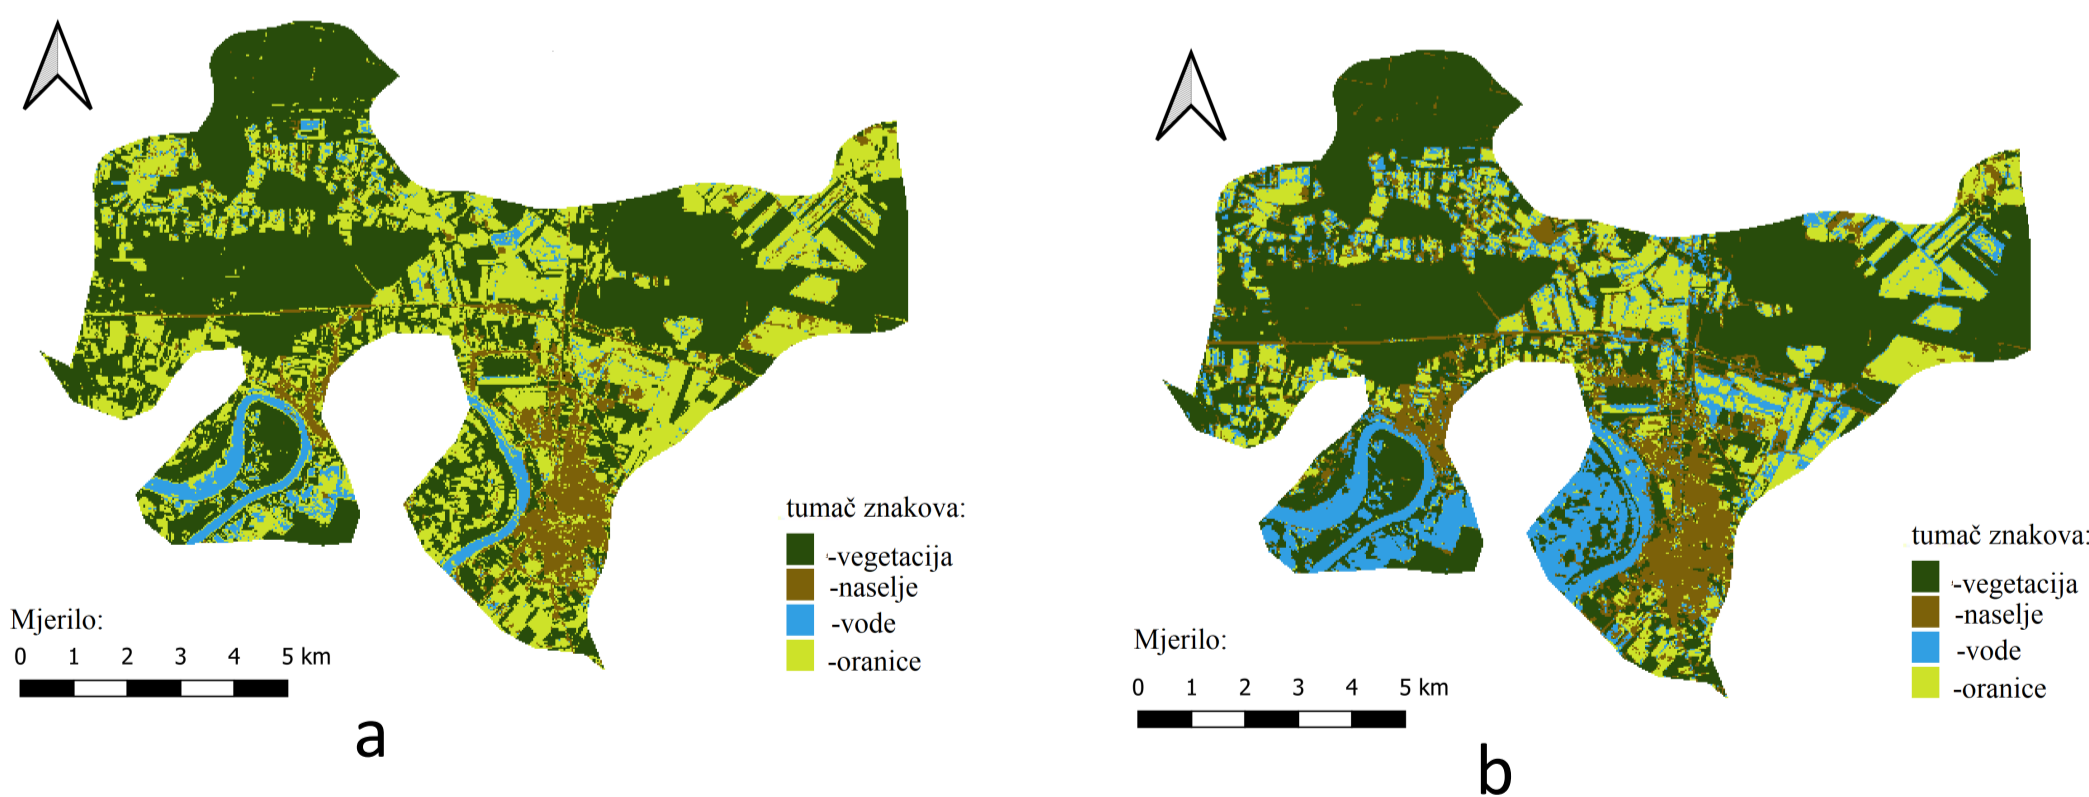 tumač znakova:
-vegetacija
-naselje
-vode
-oranice
Mjerilo:
0 1 2 3 4 5 km
a
tumač znakova:
-vegetacija
-naselje
-vode
-oranice
Mjerilo:
0 1 2 3 4 5 km
b